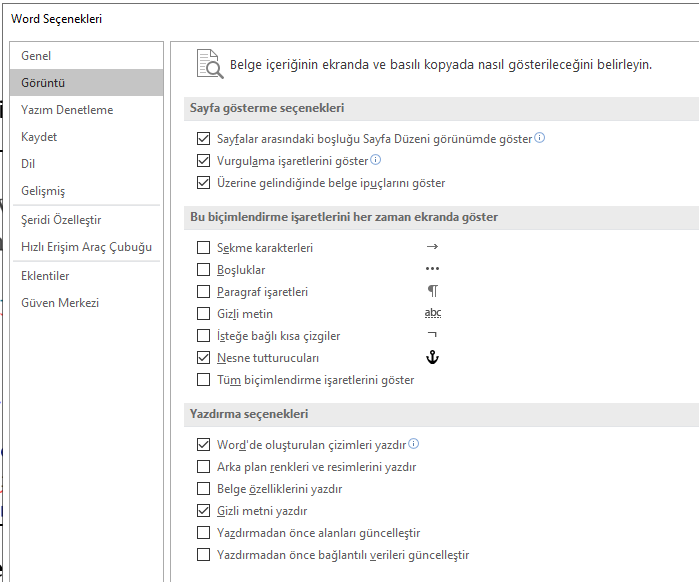 Word Seçenekleri
Genel
Görüntü
Yazım Denetleme
Kaydet
Dil
Gelişmiş
Şeridi Özelleştir
Hızlı Erişim Araç Çubuğu
Eklentiler
Güven Merkezi
Belge içeriğinin ekranda ve basılı kopyada nasıl gösterileceğini belirleyin.
Sayfa gösterme seçenekleri
Sayfalar arasındaki boşluğu Sayfa Düzeni görünümde göster
Vurgulama işaretlerini göster
Üzerine gelindiğinde belge ipuçlarını göster
Bu biçimlendirme işaretlerini her zaman ekranda göster
Sekme karakterleri →
Boşluklar •••
Paragraf işaretleri ¶
Gizli metin abc
İsteğe bağlı kısa çizgiler ¬
Nesne tutturucuları
Tüm biçimlendirme işaretlerini göster
Yazdırma seçenekleri
Word'de oluşturulan çizimleri yazdır
Arka plan renkleri ve resimlerini yazdır
Belge özelliklerini yazdır
Gizli metni yazdır
Yazdırmadan önce alanları güncelleştir
Yazdırmadan önce bağlantılı verileri güncelleştir